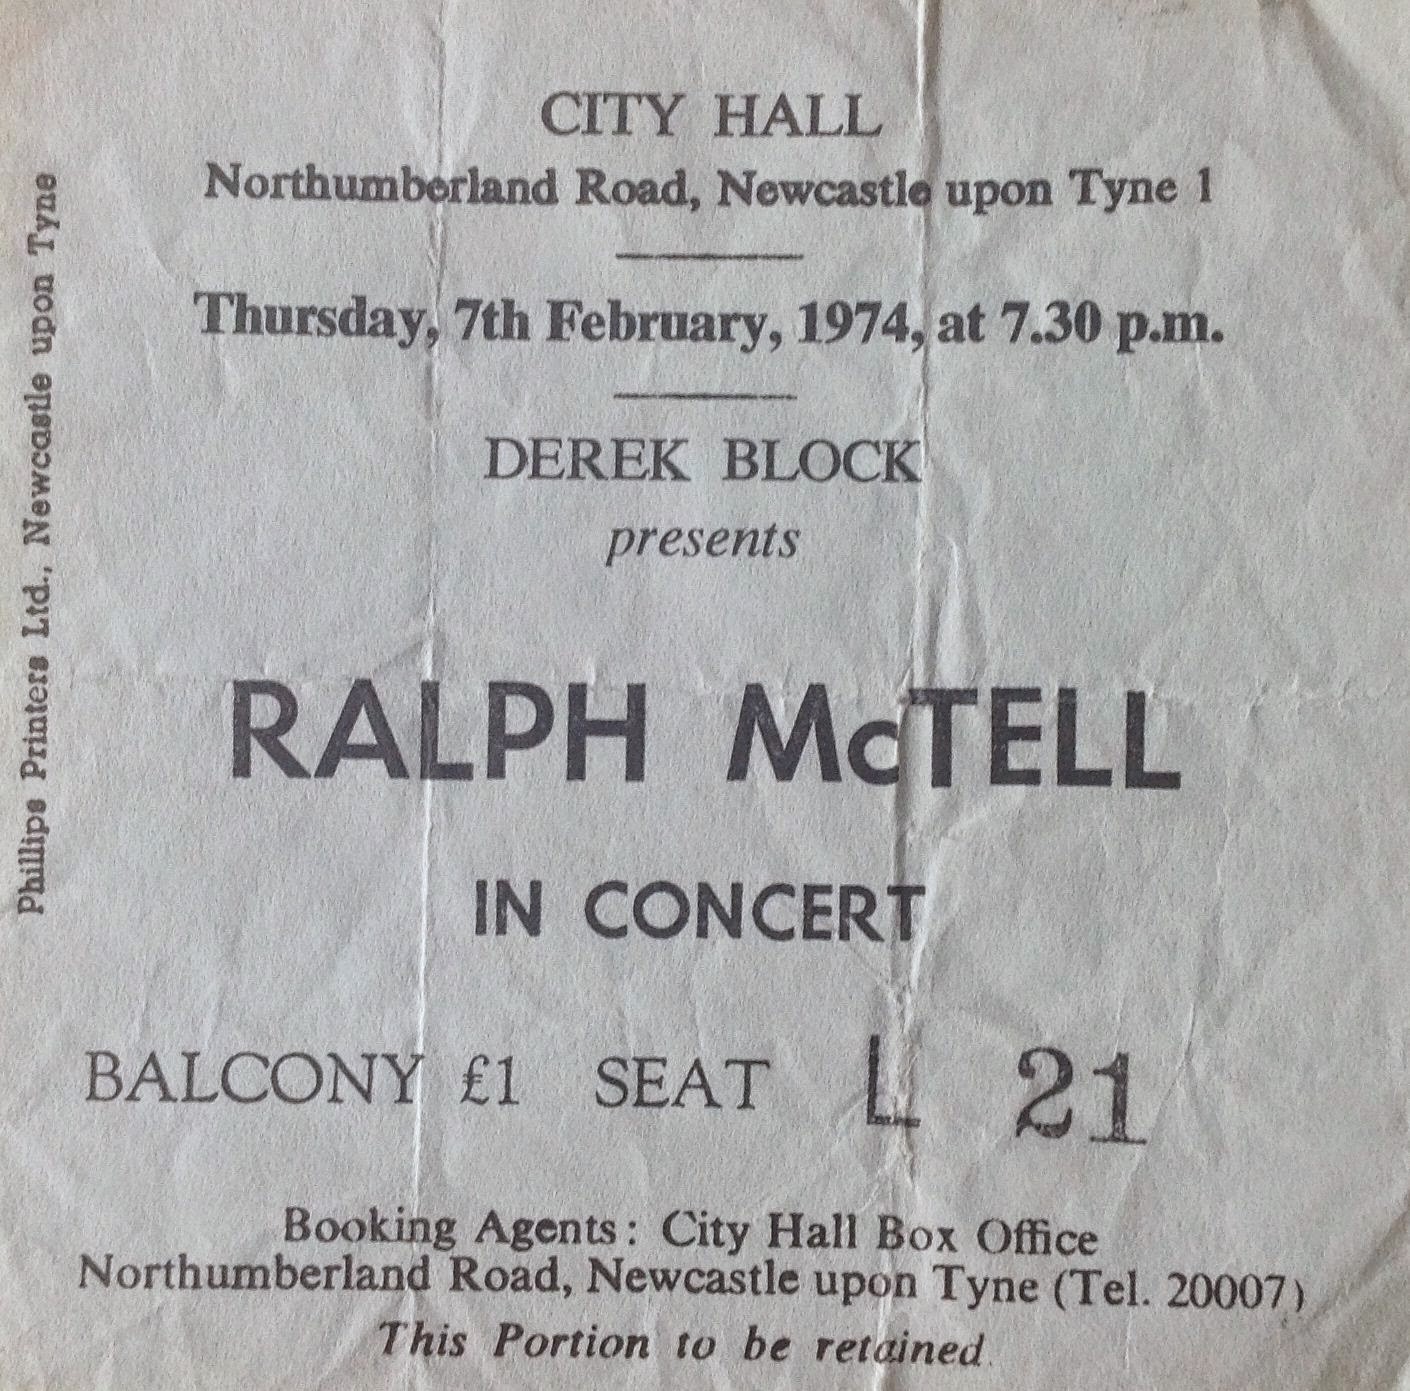 CITY HALL
Northumberland Road, Newcastle upon Tyne 1
Thursday, 7th February, 1974, at 7.30 p.m.
DEREK BLOCK
presents
RALPH McTELL
IN CONCERT
BALCONY £1 SEAT L 21
Booking Agents: City Hall Box Office
Northumberland Road, Newcastle upon Tyne (Tel. 20007)
This Portion to be retained.
Phillips Printers Ltd., Newcastle upon Tyne